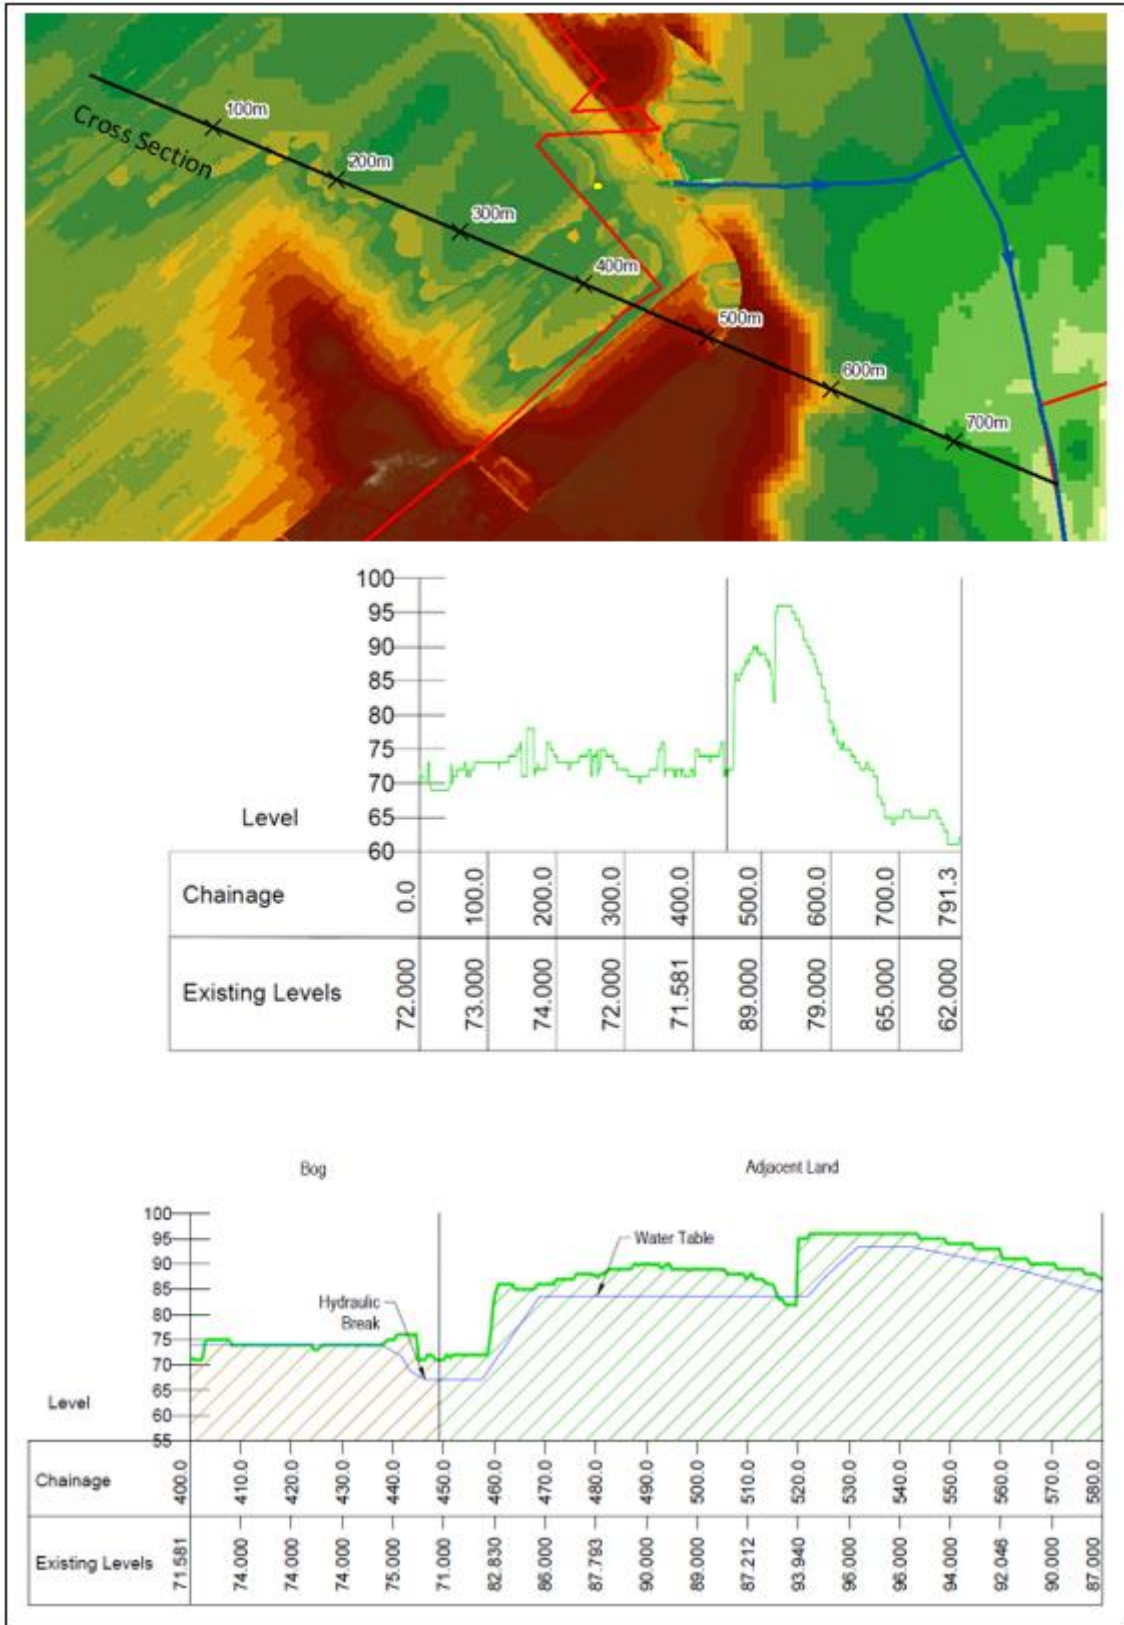 Cross Section
100m
200m
300m
400m
500m
600m
700m
100
95
90
85
80
75
70
65
60
Level
Chainage 0.0 100.0 200.0 300.0 400.0 500.0 600.0 700.0 791.3
Existing Levels 72.000 73.000 74.000 72.000 71.581 89.000 79.000 65.000 62.000
Bog Adjacent Land
100
95
90
85
80
75
70
65
60
55
Water Table
Hydraulic
Break
Level
Chainage 400.0 410.0 420.0 430.0 440.0 450.0 460.0 470.0 480.0 490.0 500.0 510.0 520.0 530.0 540.0 550.0 560.0 570.0 580.0
Existing Levels 71.581 74.000 74.000 74.000 75.000 71.000 82.830 86.000 87.793 90.000 89.000 87.212 93.940 96.000 96.000 94.000 92.046 90.000 87.000